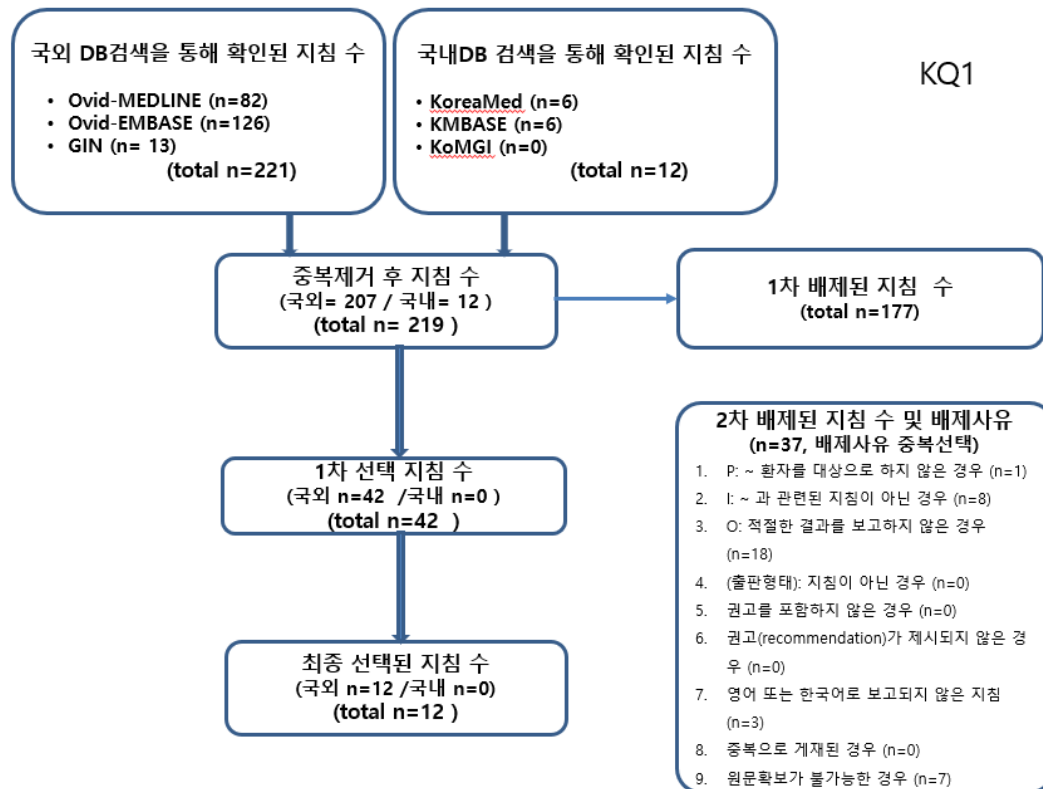 국외 DB검색을 통해 확인된 지침 수
• Ovid-MEDLINE (n=82)
• Ovid-EMBASE (n=126)
• GIN (n= 13)
(total n=221)
국내DB 검색을 통해 확인된 지침 수
• KoreaMed (n=6)
• KMBASE (n=6)
• KoMGI (n=0)
(total n=12)
KQ1
중복제거 후 지침 수
(국외= 207 / 국내= 12 )
(total n= 219 )
1차 배제된 지침 수
(total n=177)
1차 선택 지침 수
(국외 n=42 /국내 n=0 )
(total n=42 )
2차 배제된 지침 수 및 배제사유
(n=37, 배제사유 중복선택)
1. P: ~ 환자를 대상으로 하지 않은 경우 (n=1)
2. I: ~ 과 관련된 지침이 아닌 경우 (n=8)
3. O: 적절한 결과를 보고하지 않은 경우
(n=18)
4. (출판형태): 지침이 아닌 경우 (n=0)
5. 권고를 포함하지 않은 경우 (n=0)
6. 권고(recommendation)가 제시되지 않은 경
우 (n=0)
7. 영어 또는 한국어로 보고되지 않은 지침
(n=3)
8. 중복으로 게재된 경우 (n=0)
9. 원문확보가 불가능한 경우 (n=7)
최종 선택된 지침 수
(국외 n=12 /국내 n=0)
(total n=12 )